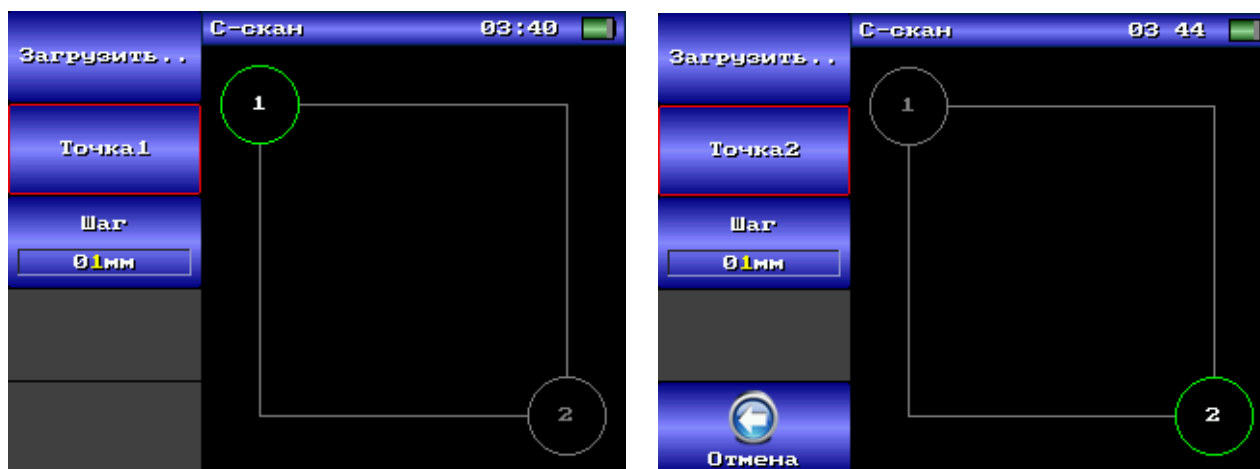 С-скан 03:40
Загрузить..
1
Точка1
Шаг
01мм
2
С-скан 03 44
Загрузить..
1
Точка2
Шаг
01мм
2
Отмена